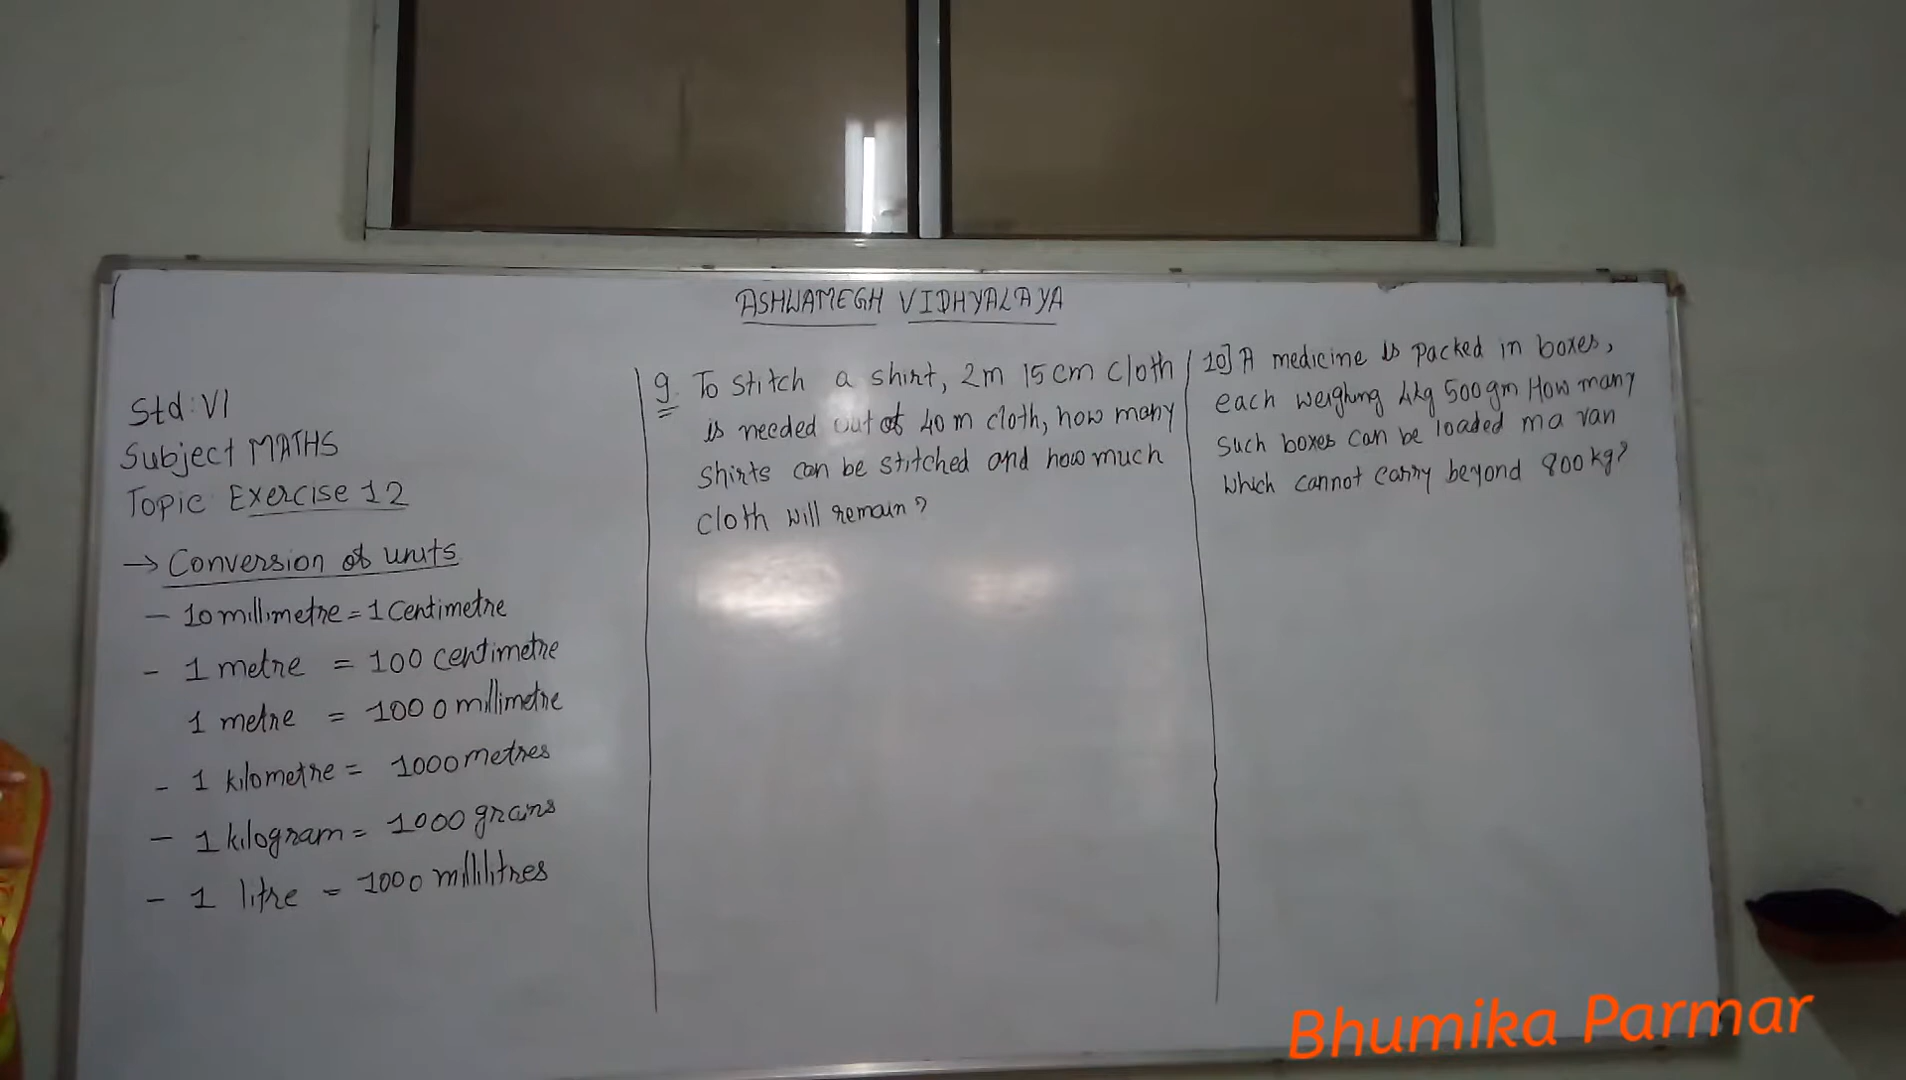 ASHWAMEGH VIDHYALAYA
Std: VI
Subject MATHS
Topic Exercise 12
→ Conversion of units
- 10 millimetre = 1 Centimetre
- 1 metre = 100 centimetre
1 metre = 1000 millimetre
- 1 kilometre = 1000 metres
- 1 kilogram = 1000 grams
- 1 litre = 1000 millilitres
9. To stitch a shirt, 2m 15cm cloth
is needed out of 40 m cloth, how many
shirts can be stitched and how much
cloth will remain?
10] A medicine is packed in boxes,
each weighing 4kg 500gm How many
Such boxes can be loaded in a van
which cannot carry beyond 800kg?
Bhumika Parmar